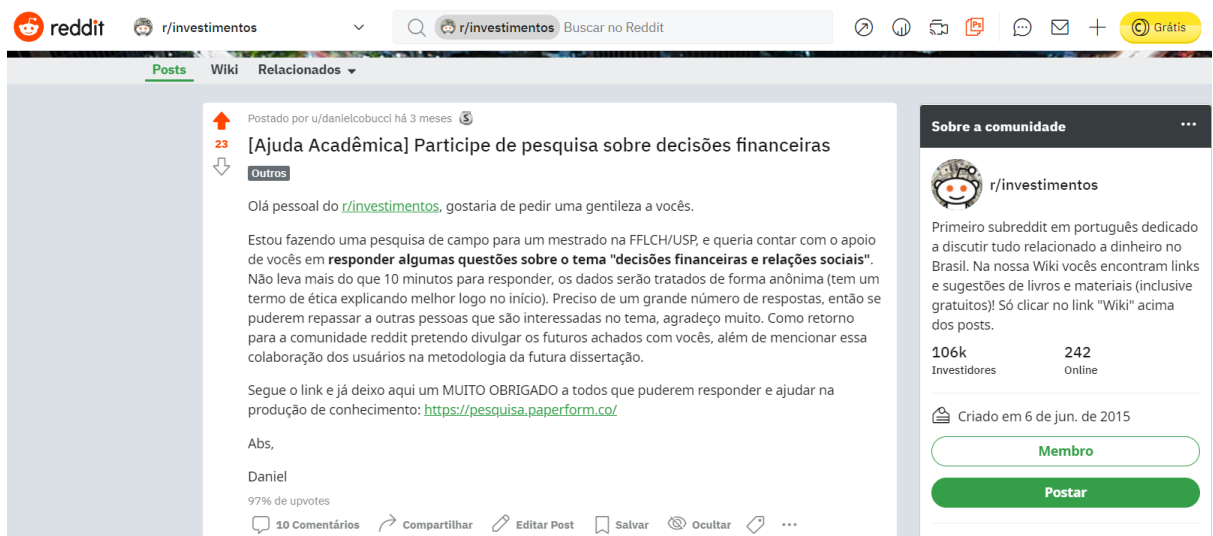 reddit r/investimentos r/investimentos Buscar no Reddit Grátis
Posts Wiki Relacionados
Postado por u/danielcobucci há 3 meses
23
[Ajuda Acadêmica] Participe de pesquisa sobre decisões financeiras
Outros
Olá pessoal do r/investimentos, gostaria de pedir uma gentileza a vocês.
Estou fazendo uma pesquisa de campo para um mestrado na FFLCH/USP, e queria contar com o apoio
de vocês em responder algumas questões sobre o tema "decisões financeiras e relações sociais".
Não leva mais do que 10 minutos para responder, os dados serão tratados de forma anônima (tem um
termo de ética explicando melhor logo no início). Preciso de um grande número de respostas, então se
puderem repassar a outras pessoas que são interessadas no tema, agradeço muito. Como retorno
para a comunidade reddit pretendo divulgar os futuros achados com vocês, além de mencionar essa
colaboração dos usuários na metodologia da futura dissertação.
Segue o link e já deixo aqui um MUITO OBRIGADO a todos que puderem responder e ajudar na
produção de conhecimento: https://pesquisa.paperform.co/
Abs,
Daniel
97% de upvotes
10 Comentários Compartilhar Editar Post Salvar Ocultar
Sobre a comunidade
r/investimentos
Primeiro subreddit em português dedicado
a discutir tudo relacionado a dinheiro no
Brasil. Na nossa Wiki vocês encontram links
e sugestões de livros e materiais (inclusive
gratuitos)! Só clicar no link "Wiki" acima
dos posts.
106k 242
Investidores Online
Criado em 6 de jun. de 2015
Membro
Postar